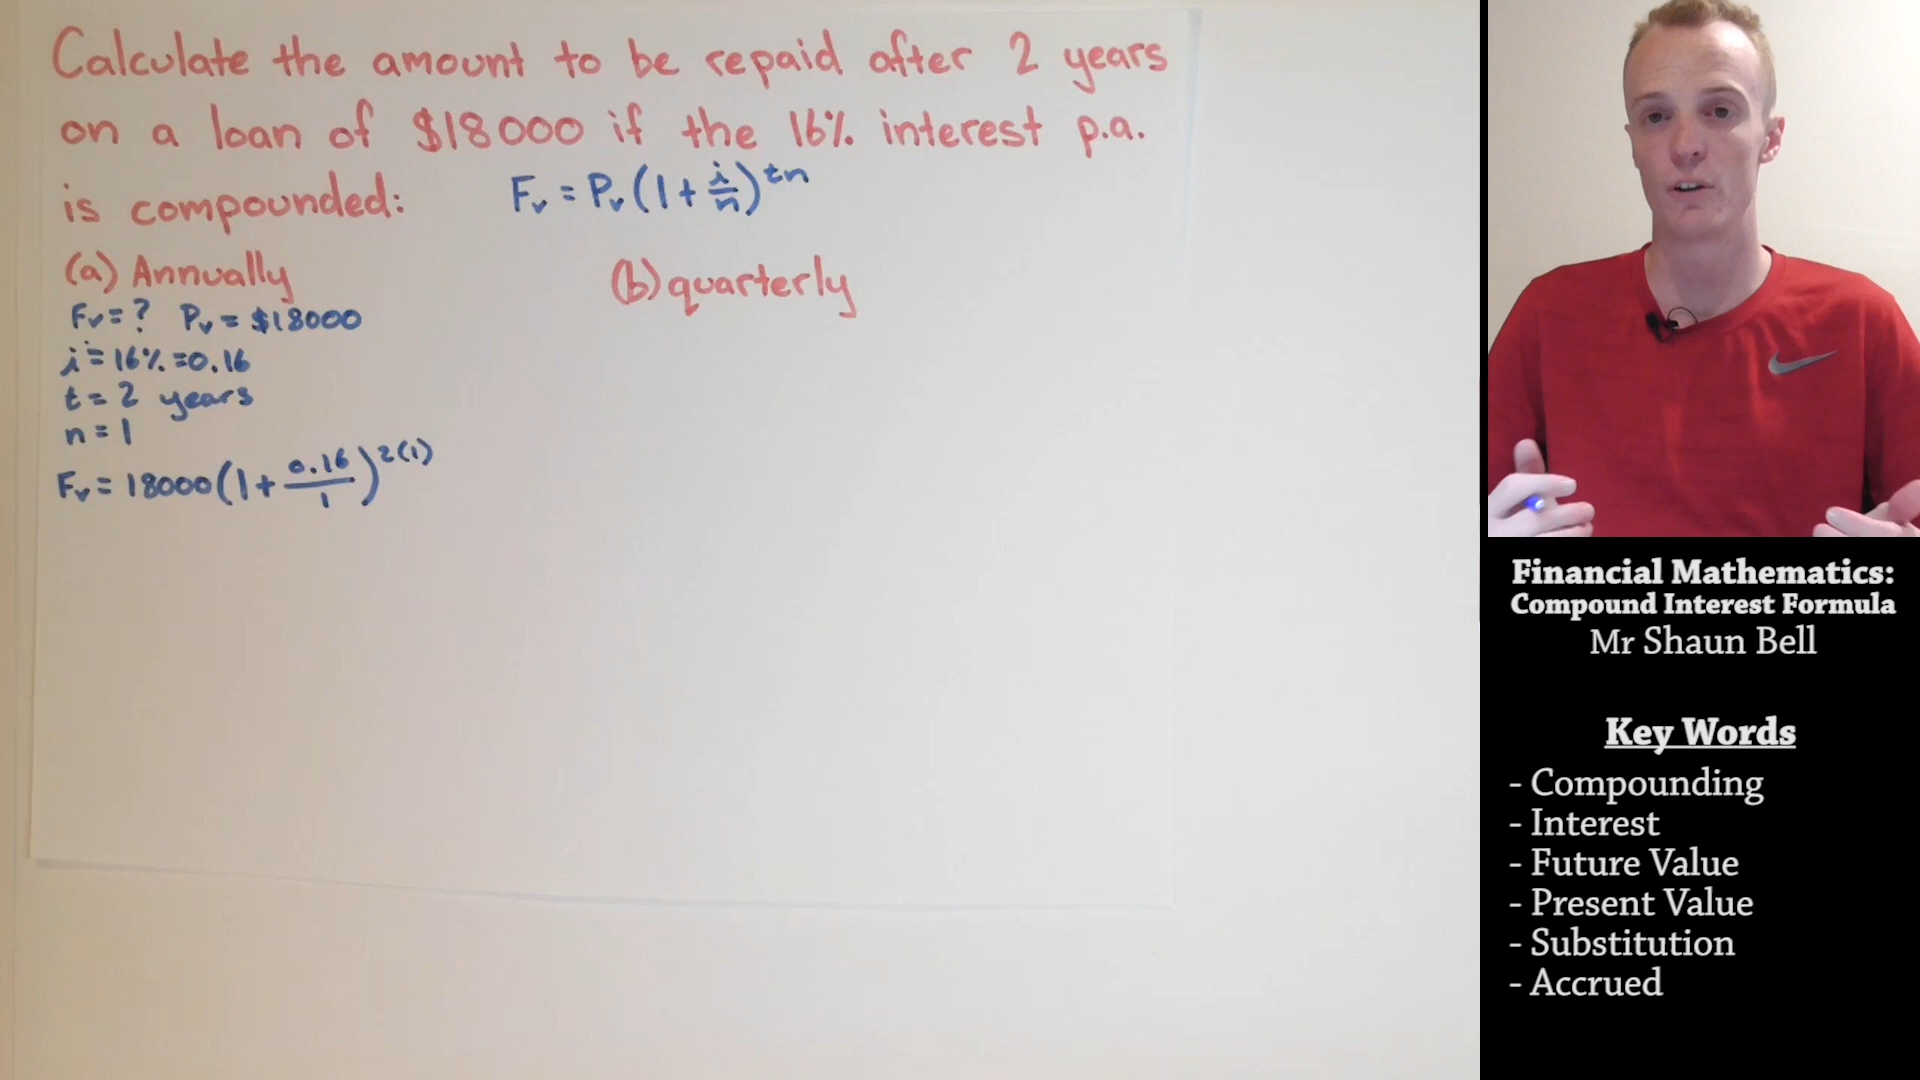 Calculate the amount to be repaid after 2 years
on a loan of $18000 if the 16% interest p.a.
is compounded:
Fv = Pv(1+i/n)^tn
(a) Annually
Fv = ? Pv = $18000
i = 16% = 0.16
t = 2 years
n = 1
Fv = 18000(1+0.16/1)^2(1)
(b) quarterly
Financial Mathematics:
Compound Interest Formula
Mr Shaun Bell
Key Words
- Compounding
- Interest
- Future Value
- Present Value
- Substitution
- Accrued